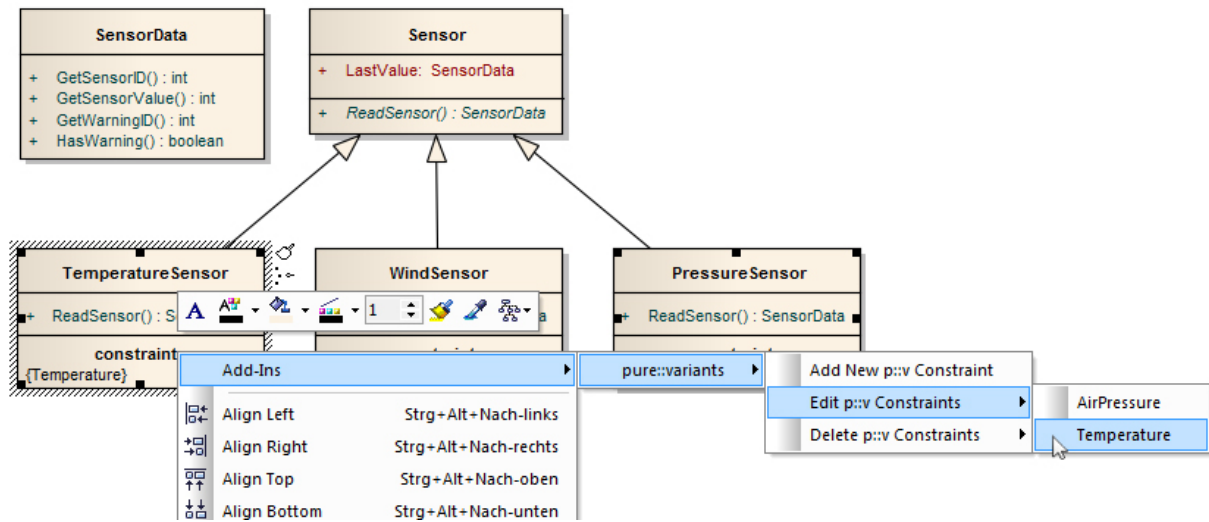 SensorData
+ GetSensorID() : int
+ GetSensorValue() : int
+ GetWarningID() : int
+ HasWarning() : boolean
Sensor
+ LastValue: SensorData
+ ReadSensor() : SensorData
TemperatureSensor
+ ReadSensor() : S
constraint
{Temperature}
WindSensor
PressureSensor
+ ReadSensor() : SensorData
A
1
Add-Ins
Align Left Strg+Alt+Nach-links
Align Right Strg+Alt+Nach-rechts
Align Top Strg+Alt+Nach-oben
Align Bottom Strg+Alt+Nach-unten
pure::variants
Add New p::v Constraint
Edit p::v Constraints
Delete p::v Constraints
AirPressure
Temperature